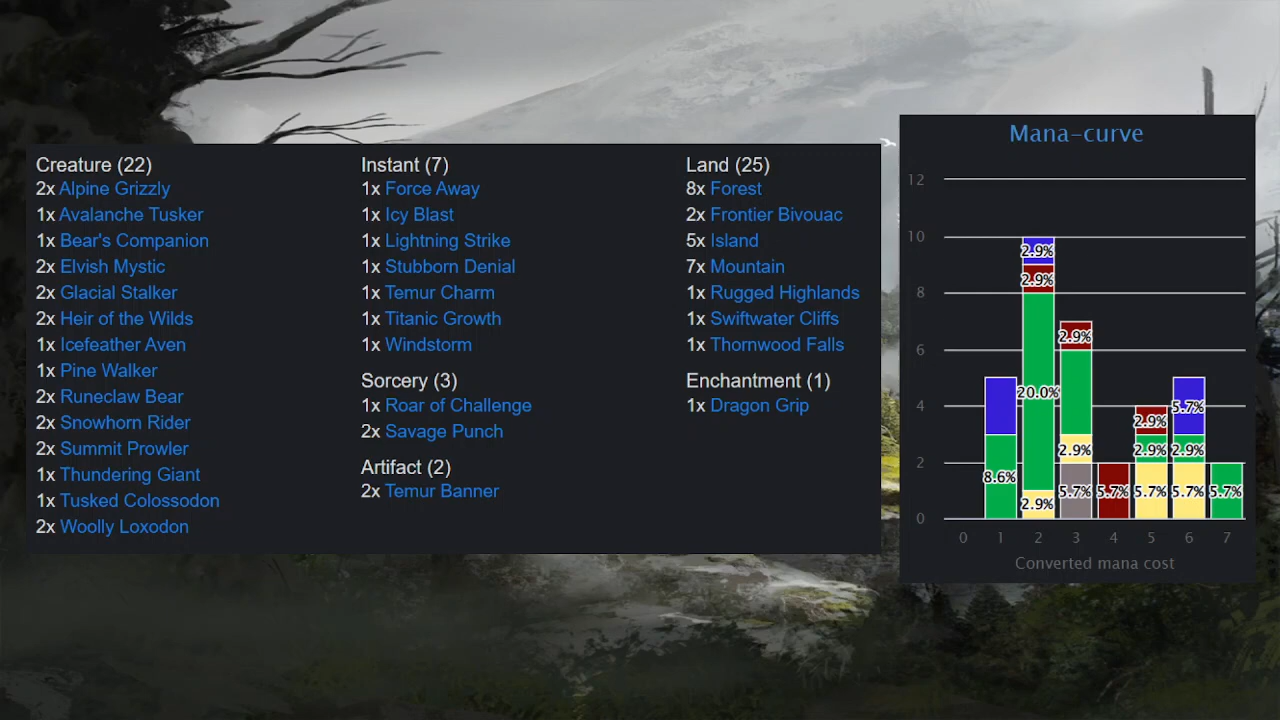 Creature (22)
2x Alpine Grizzly
1x Avalanche Tusker
1x Bear's Companion
2x Elvish Mystic
2x Glacial Stalker
2x Heir of the Wilds
1x Icefeather Aven
1x Pine Walker
2x Runeclaw Bear
2x Snowhorn Rider
2x Summit Prowler
1x Thundering Giant
1x Tusked Colossodon
2x Woolly Loxodon
Instant (7)
1x Force Away
1x Icy Blast
1x Lightning Strike
1x Stubborn Denial
1x Temur Charm
1x Titanic Growth
1x Windstorm
Sorcery (3)
1x Roar of Challenge
2x Savage Punch
Artifact (2)
2x Temur Banner
Land (25)
8x Forest
2x Frontier Bivouac
5x Island
7x Mountain
1x Rugged Highlands
1x Swiftwater Cliffs
1x Thornwood Falls
Enchantment (1)
1x Dragon Grip
Mana-curve
12
10
8
6
4
2
0
2.9%
2.9%
2.9%
20.0%
5.7%
2.9%
2.9%
2.9%
2.9%
8.6%
2.9%
5.7%
5.7%
5.7%
5.7%
5.7%
0 1 2 3 4 5 6 7
Converted mana cost